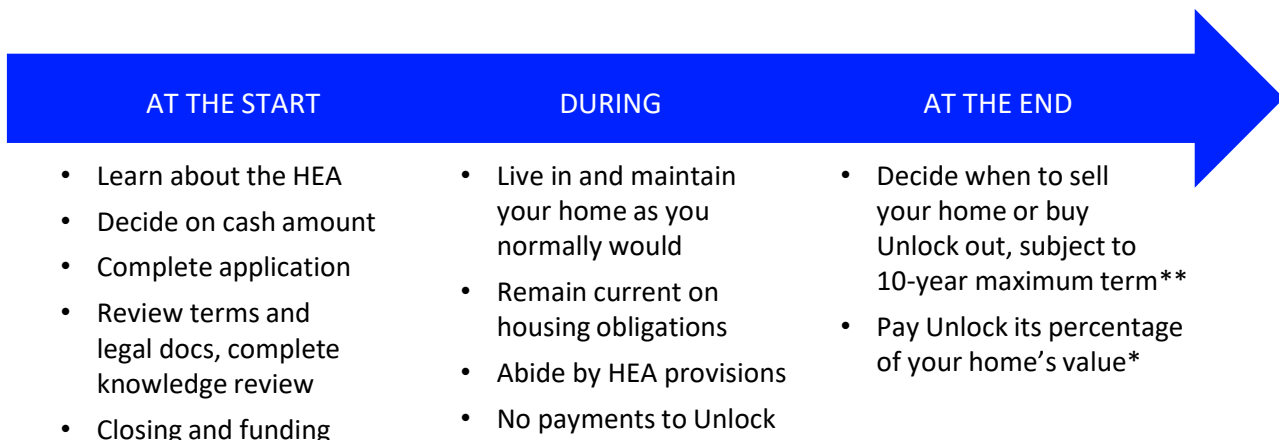 AT THE START
DURING
AT THE END
• Learn about the HEA
• Decide on cash amount
• Complete application
• Review terms and
legal docs, complete
knowledge review
• Closing and funding
• Live in and maintain
your home as you
normally would
• Remain current on
housing obligations
• Abide by HEA provisions
• No payments to Unlock
• Decide when to sell
your home or buy
Unlock out, subject to
10-year maximum term**
• Pay Unlock its percentage
of your home’s value*